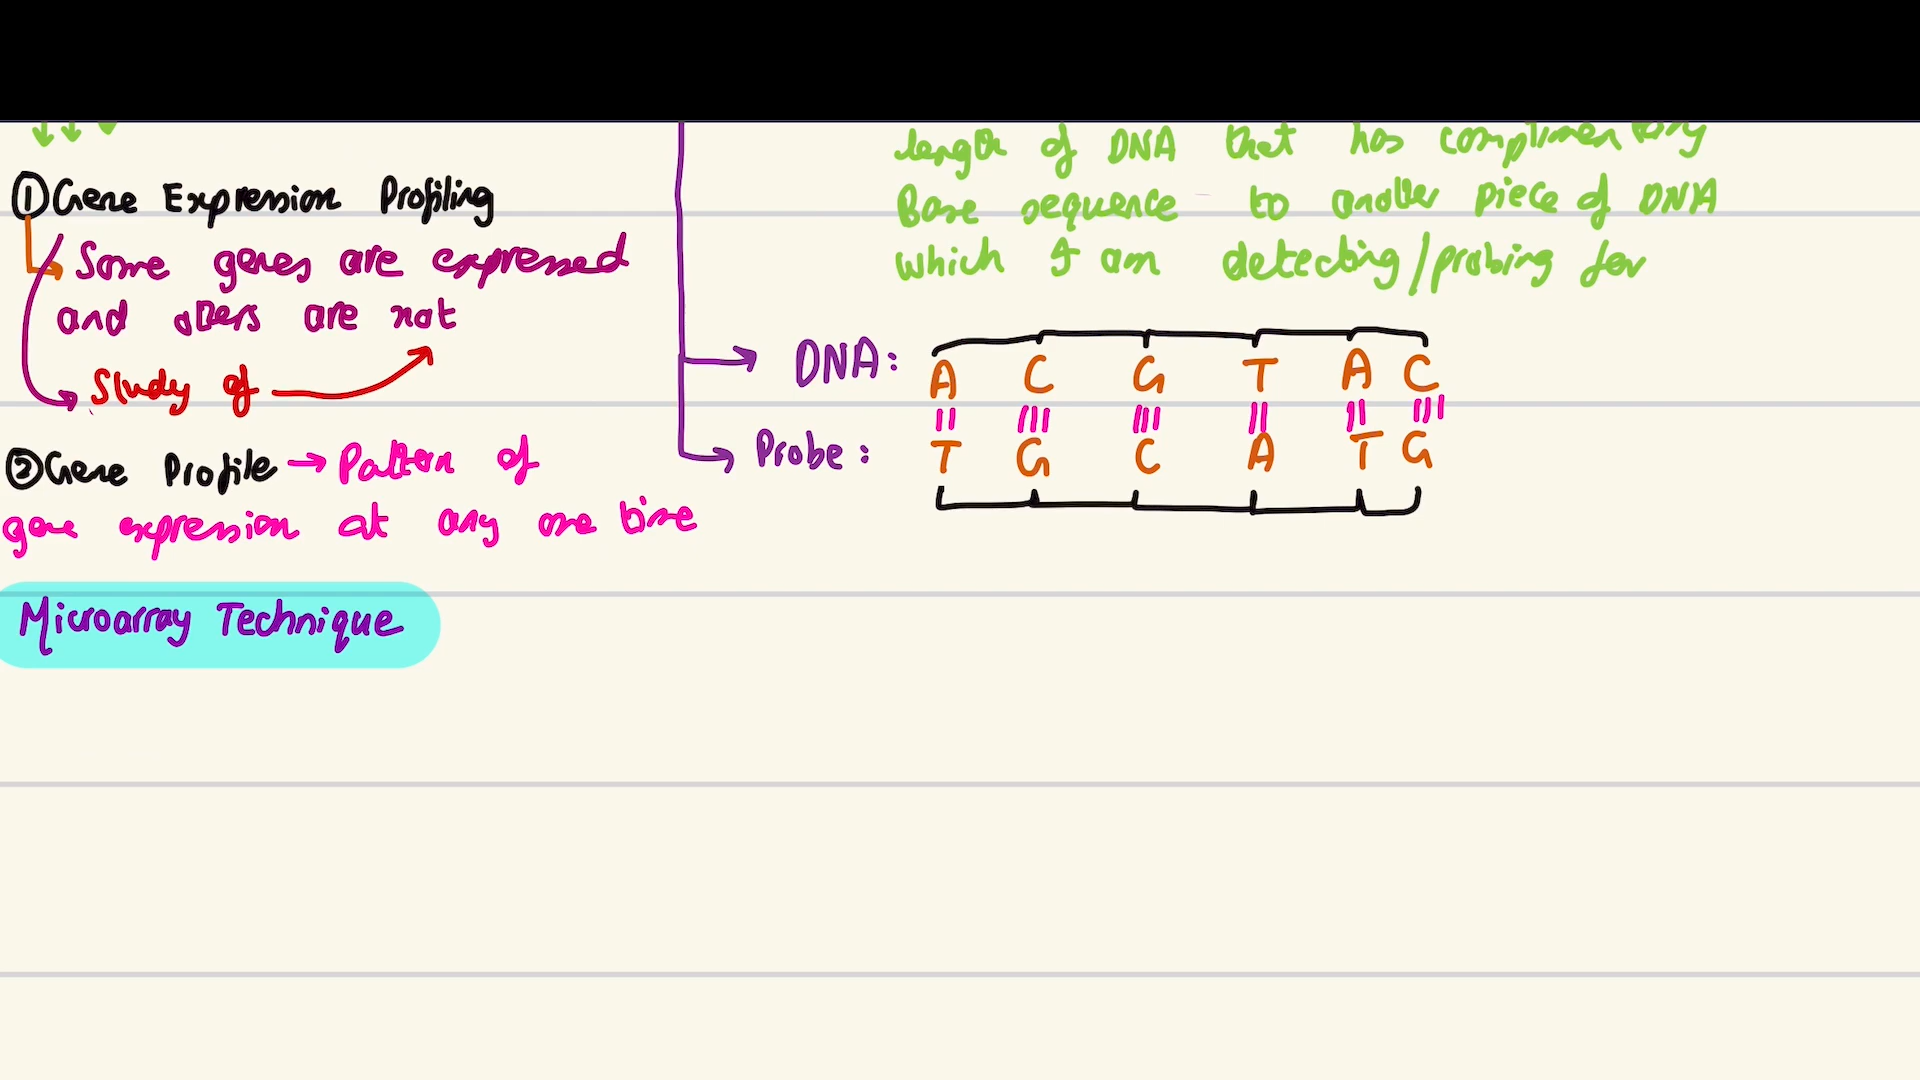 ① Gene Expression Profiling
Some genes are expressed
and others are not
Study of
② Gene Profile → Pattern of
gene expression at any one time
Microarray Technique
length of DNA that has complimentary
Base sequence to another piece of DNA
which I am detecting/probing for
DNA: A C G T A C
Probe: T G C A T G